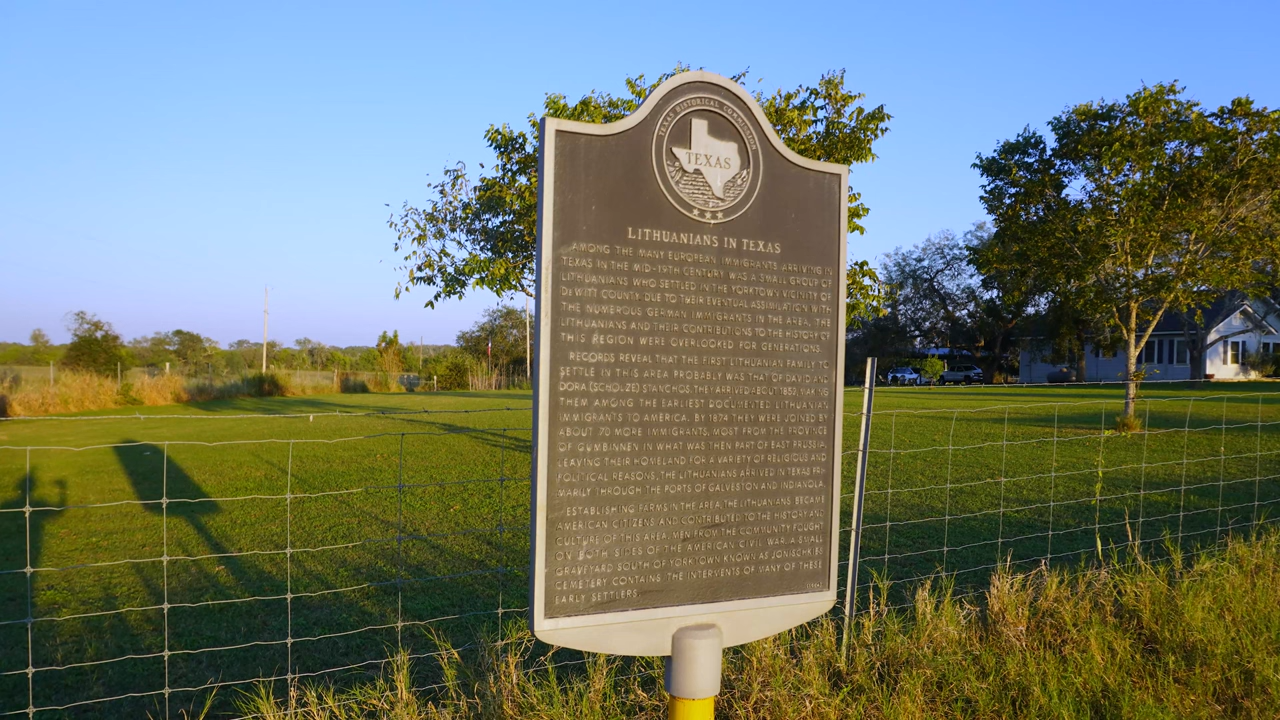 TEXAS HISTORICAL COMMISSION
TEXAS
LITHUANIANS IN TEXAS
AMONG THE MANY EUROPEAN IMMIGRANTS ARRIVING IN
TEXAS IN THE MID-19TH CENTURY WAS A SMALL GROUP OF
LITHUANIANS WHO SETTLED IN THE YORKTOWN VICINITY OF
DEWITT COUNTY. DUE TO THEIR EVENTUAL ASSIMILATION WITH
THE NUMEROUS GERMAN IMMIGRANTS IN THE AREA, THE
LITHUANIANS AND THEIR CONTRIBUTIONS TO THE HISTORY OF
THIS REGION WERE OVERLOOKED FOR GENERATIONS.
RECORDS REVEAL THAT THE FIRST LITHUANIAN FAMILY TO
SETTLE IN THIS AREA PROBABLY WAS THAT OF DAVID AND
DORA (SCHOLZE) STANCHOS. THEY ARRIVED ABOUT 1852, MAKING
THEM AMONG THE EARLIEST DOCUMENTED LITHUANIAN
IMMIGRANTS TO AMERICA. BY 1874 THEY WERE JOINED BY
ABOUT 70 MORE IMMIGRANTS, MOST FROM THE PROVINCE
OF GUMBINNEN IN WHAT WAS THEN PART OF EAST PRUSSIA.
LEAVING THEIR HOMELAND FOR A VARIETY OF RELIGIOUS AND
POLITICAL REASONS, THE LITHUANIANS ARRIVED IN TEXAS PRI-
MARILY THROUGH THE PORTS OF GALVESTON AND INDIANOLA.
ESTABLISHING FARMS IN THE AREA, THE LITHUANIANS BECAME
AMERICAN CITIZENS AND CONTRIBUTED TO THE HISTORY AND
CULTURE OF THIS AREA. MEN FROM THE COMMUNITY FOUGHT
ON BOTH SIDES OF THE AMERICAN CIVIL WAR. A SMALL
GRAVEYARD SOUTH OF YORKTOWN KNOWN AS JONISCHKIES
CEMETERY CONTAINS THE INTERMENTS OF MANY OF THESE
EARLY SETTLERS.